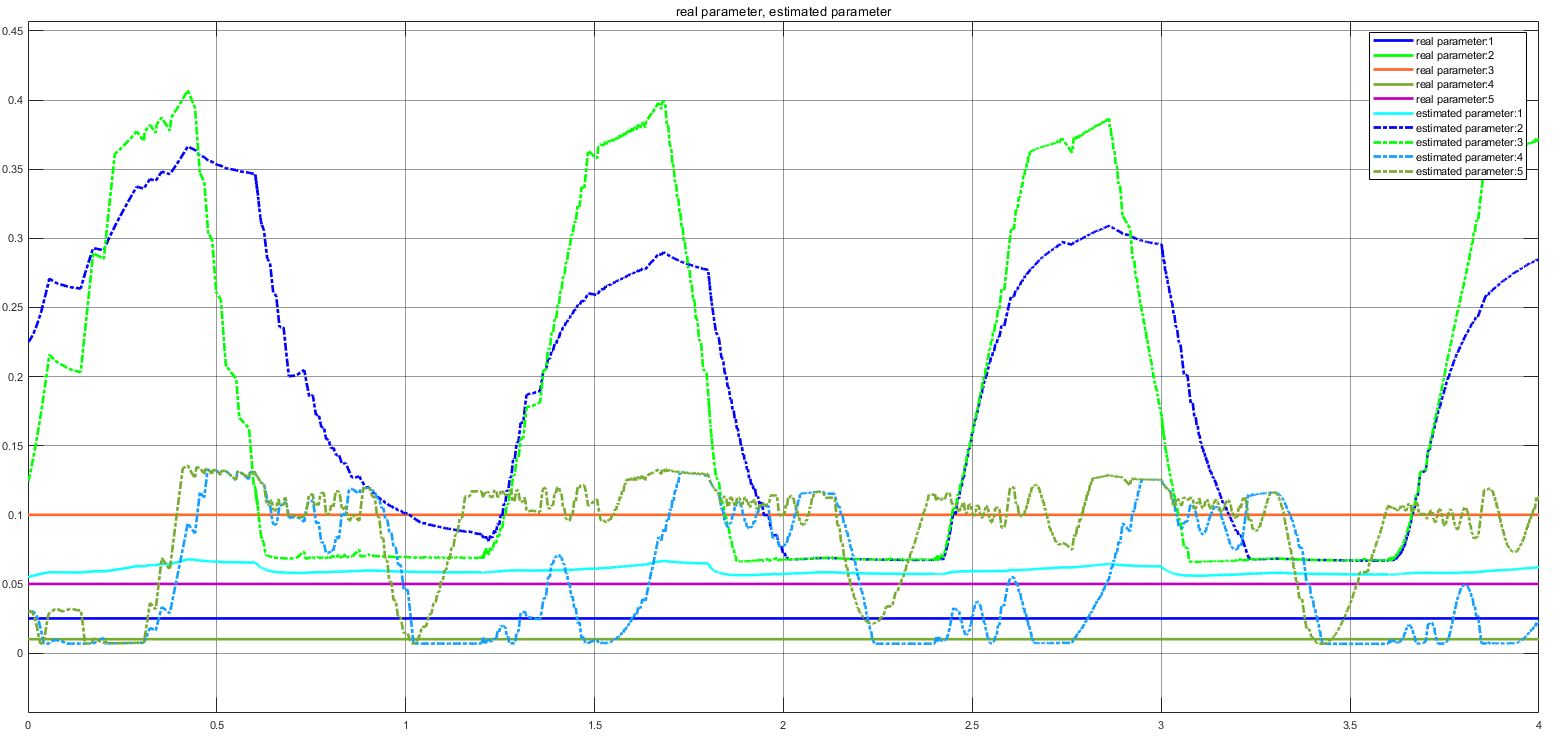 real parameter, estimated parameter
0.45
0.4
0.35
0.3
0.25
0.2
0.15
0.1
0.05
0
0 0.5 1 1.5 2 2.5 3 3.5 4
real parameter:1
real parameter:2
real parameter:3
real parameter:4
real parameter:5
estimated parameter:1
estimated parameter:2
estimated parameter:3
estimated parameter:4
estimated parameter:5